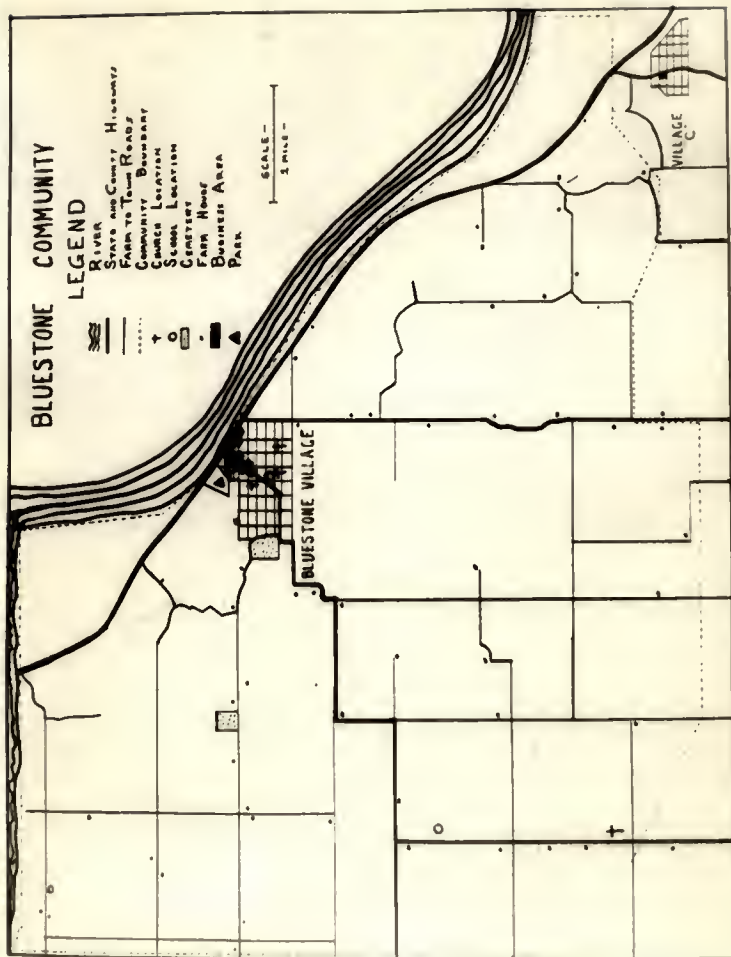 BLUESTONE COMMUNITY
LEGEND
RIVER
STATE AND COUNTY HIGHWAYS
FARM TO TOWN ROADS
COMMUNITY BOUNDARY
CHURCH LOCATION
SCHOOL LOCATION
CEMETERY
FARM HOUSE
BUSINESS AREA
PARK
SCALE -
1 MILE -
BLUESTONE VILLAGE
VILLAGE
C